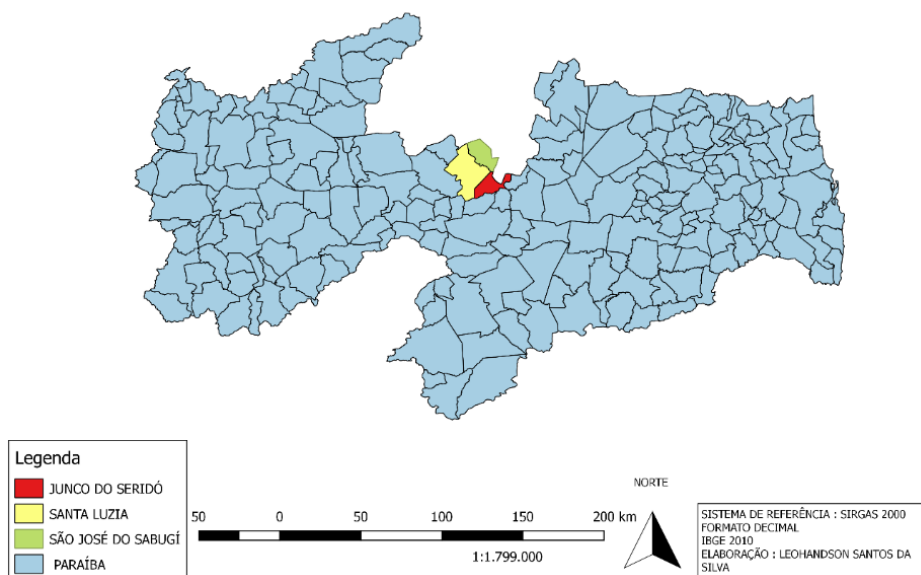 Legenda
JUNCO DO SERIDÓ
SANTA LUZIA
SÃO JOSÉ DO SABUGÍ
PARAÍBA
50 0 50 100 150 200 km
1:1.799.000
NORTE
SISTEMA DE REFERÊNCIA : SIRGAS 2000
FORMATO DECIMAL
IBGE 2010
ELABORAÇÃO : LEOHANDSON SANTOS DA
SILVA